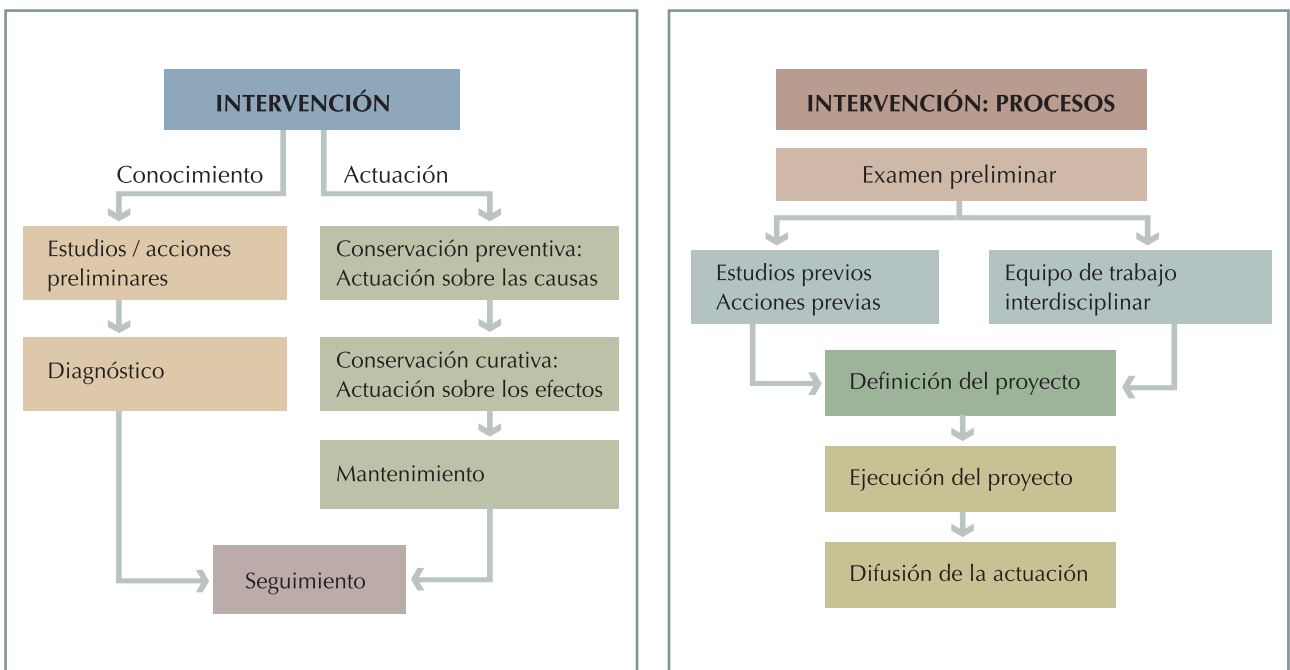 INTERVENCIÓN
Conocimiento
Actuación
Estudios / acciones
preliminares
Diagnóstico
Conservación preventiva:
Actuación sobre las causas
Conservación curativa:
Actuación sobre los efectos
Mantenimiento
Seguimiento
INTERVENCIÓN: PROCESOS
Examen preliminar
Estudios previos
Acciones previas
Equipo de trabajo
interdisciplinar
Definición del proyecto
Ejecución del proyecto
Difusión de la actuación